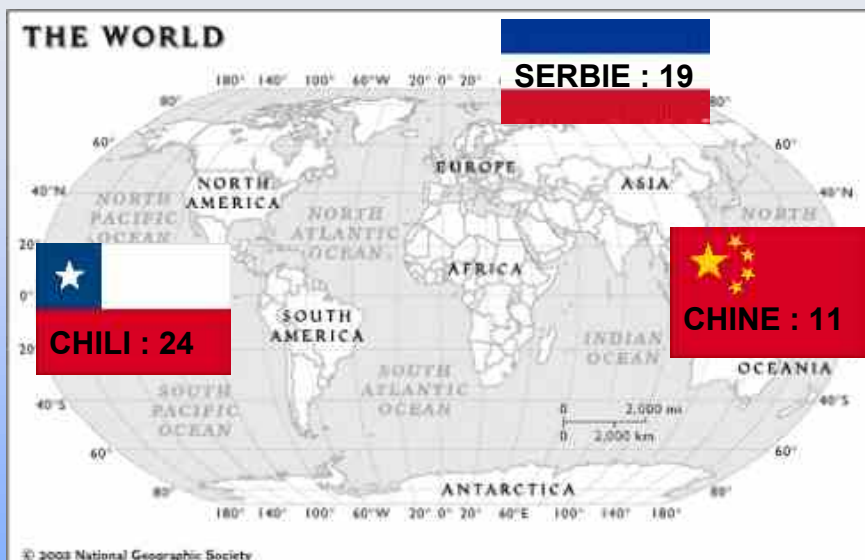 THE WORLD
SERBIE : 19
180° 140° 100° 60°W 20° 0° 20°
80° 80°
60° 60°
EUROPE
NORTH AMERICA
ASIA
40°N 40°N
NORTH PACIFIC OCEAN
NORTH ATLANTIC OCEAN
NORTH
20°
AFRICA
0°
CHILI : 24
SOUTH AMERICA
CHINE : 11
INDIAN OCEAN
20°
OCEANIA
SOUTH PACIFIC OCEAN
SOUTH ATLANTIC OCEAN
40°S 40°S
0 2,000 mi
0 2,000 km
60° 60°
80° 80°
ANTARCTICA
180° 140° 100° 60°W 20° 0° 20° 60°E 100° 140° 180°
© 2003 National Geographic Society